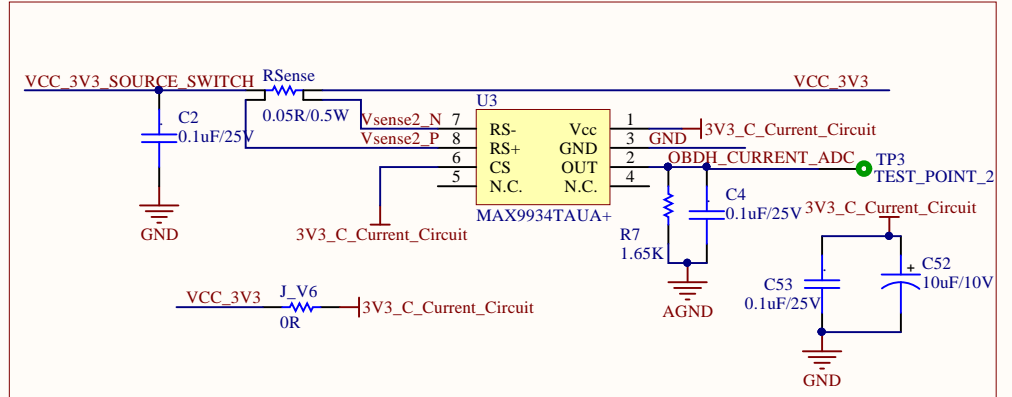 VCC_3V3_SOURCE_SWITCH
RSense
0.05R/0.5W
VCC_3V3
C2
0.1uF/25V
GND
Vsense2_N
Vsense2_P
U3
7 RS- Vcc 1
8 RS+ GND 3
6 CS OUT 2
5 N.C. N.C. 4
MAX9934TAUA+
3V3_C_Current_Circuit
GND
OBDH_CURRENT_ADC
TP3
TEST_POINT_2
3V3_C_Current_Circuit
R7
1.65K
C4
0.1uF/25V
AGND
3V3_C_Current_Circuit
C53
0.1uF/25V
C52
+
10uF/10V
GND
VCC_3V3
J_V6
0R
3V3_C_Current_Circuit